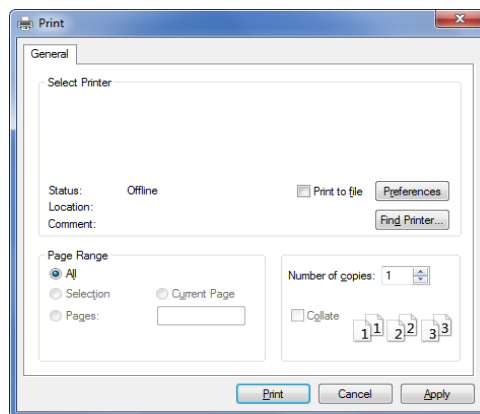 Print
General
Select Printer
Status: Offline
Print to file
Preferences
Location:
Comment:
Find Printer...
Page Range
All
Selection
Current Page
Pages:
Number of copies: 1
Collate
1 1 2 2 3 3
Print
Cancel
Apply